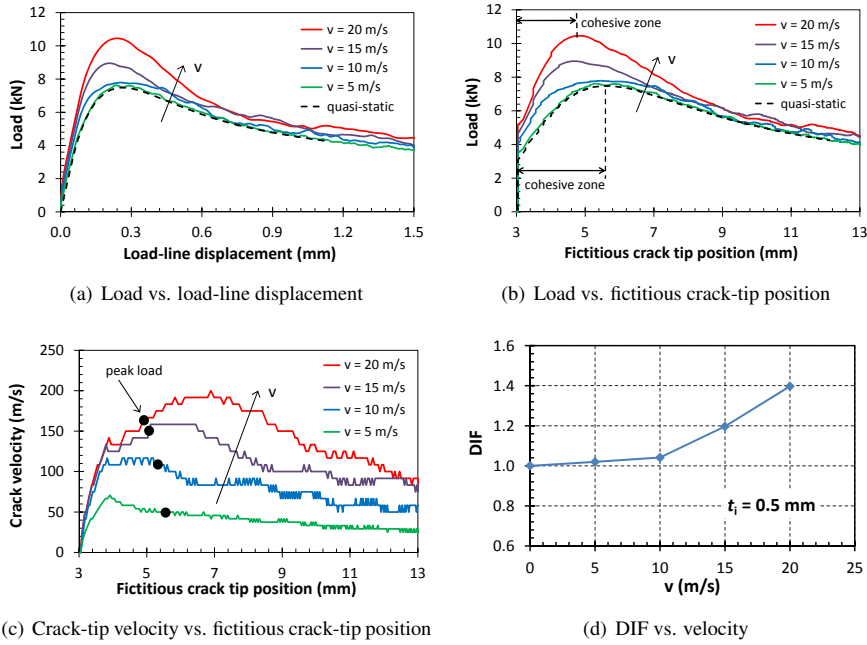 12
10
8
6
4
2
0
Load (kN)
v = 20 m/s
v = 15 m/s
v = 10 m/s
v = 5 m/s
quasi-static
v
0.0 0.3 0.6 0.9 1.2 1.5
Load-line displacement (mm)
(a) Load vs. load-line displacement
12
10
8
6
4
2
0
Load (kN)
cohesive zone
v = 20 m/s
v = 15 m/s
v = 10 m/s
v = 5 m/s
quasi-static
v
cohesive zone
3 5 7 9 11 13
Fictitious crack tip position (mm)
(b) Load vs. fictitious crack-tip position
250
200
150
100
50
0
Crack velocity (m/s)
peak load
v = 20 m/s
v = 15 m/s
v = 10 m/s
v = 5 m/s
v
3 5 7 9 11 13
Fictitious crack tip position (mm)
(c) Crack-tip velocity vs. fictitious crack-tip position
1.6
1.4
1.2
1.0
0.8
0.6
DIF
tᵢ = 0.5 mm
0 5 10 15 20 25
v (m/s)
(d) DIF vs. velocity